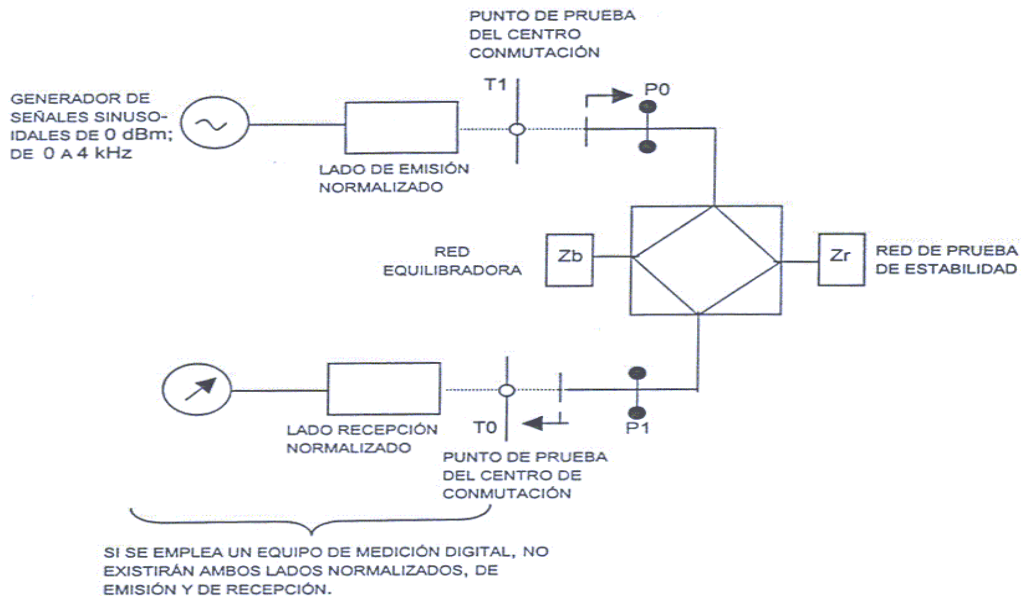 PUNTO DE PRUEBA
DEL CENTRO
CONMUTACIÓN
T1
P0
GENERADOR DE
SEÑALES SINUSO-
IDALES DE 0 dBm;
DE 0 A 4 kHz
LADO DE EMISIÓN
NORMALIZADO
RED
EQUILIBRADORA
Zb
Zr
RED DE PRUEBA
DE ESTABILIDAD
LADO RECEPCIÓN
NORMALIZADO
T0
P1
PUNTO DE PRUEBA
DEL CENTRO DE
CONMUTACIÓN
SI SE EMPLEA UN EQUIPO DE MEDICIÓN DIGITAL, NO
EXISTIRÁN AMBOS LADOS NORMALIZADOS, DE
EMISIÓN Y DE RECEPCIÓN.